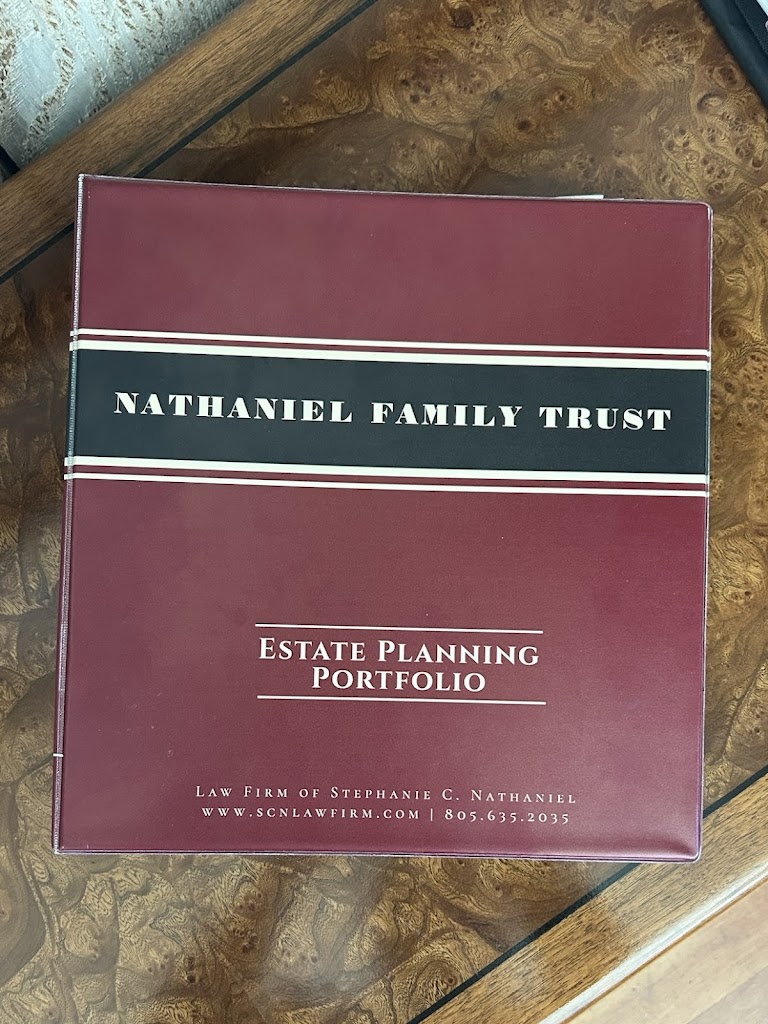 NATHANIEL FAMILY TRUST
ESTATE PLANNING
PORTFOLIO
LAW FIRM OF STEPHANIE C. NATHANIEL
WWW.SCNLAWFIRM.COM | 805.635.2035